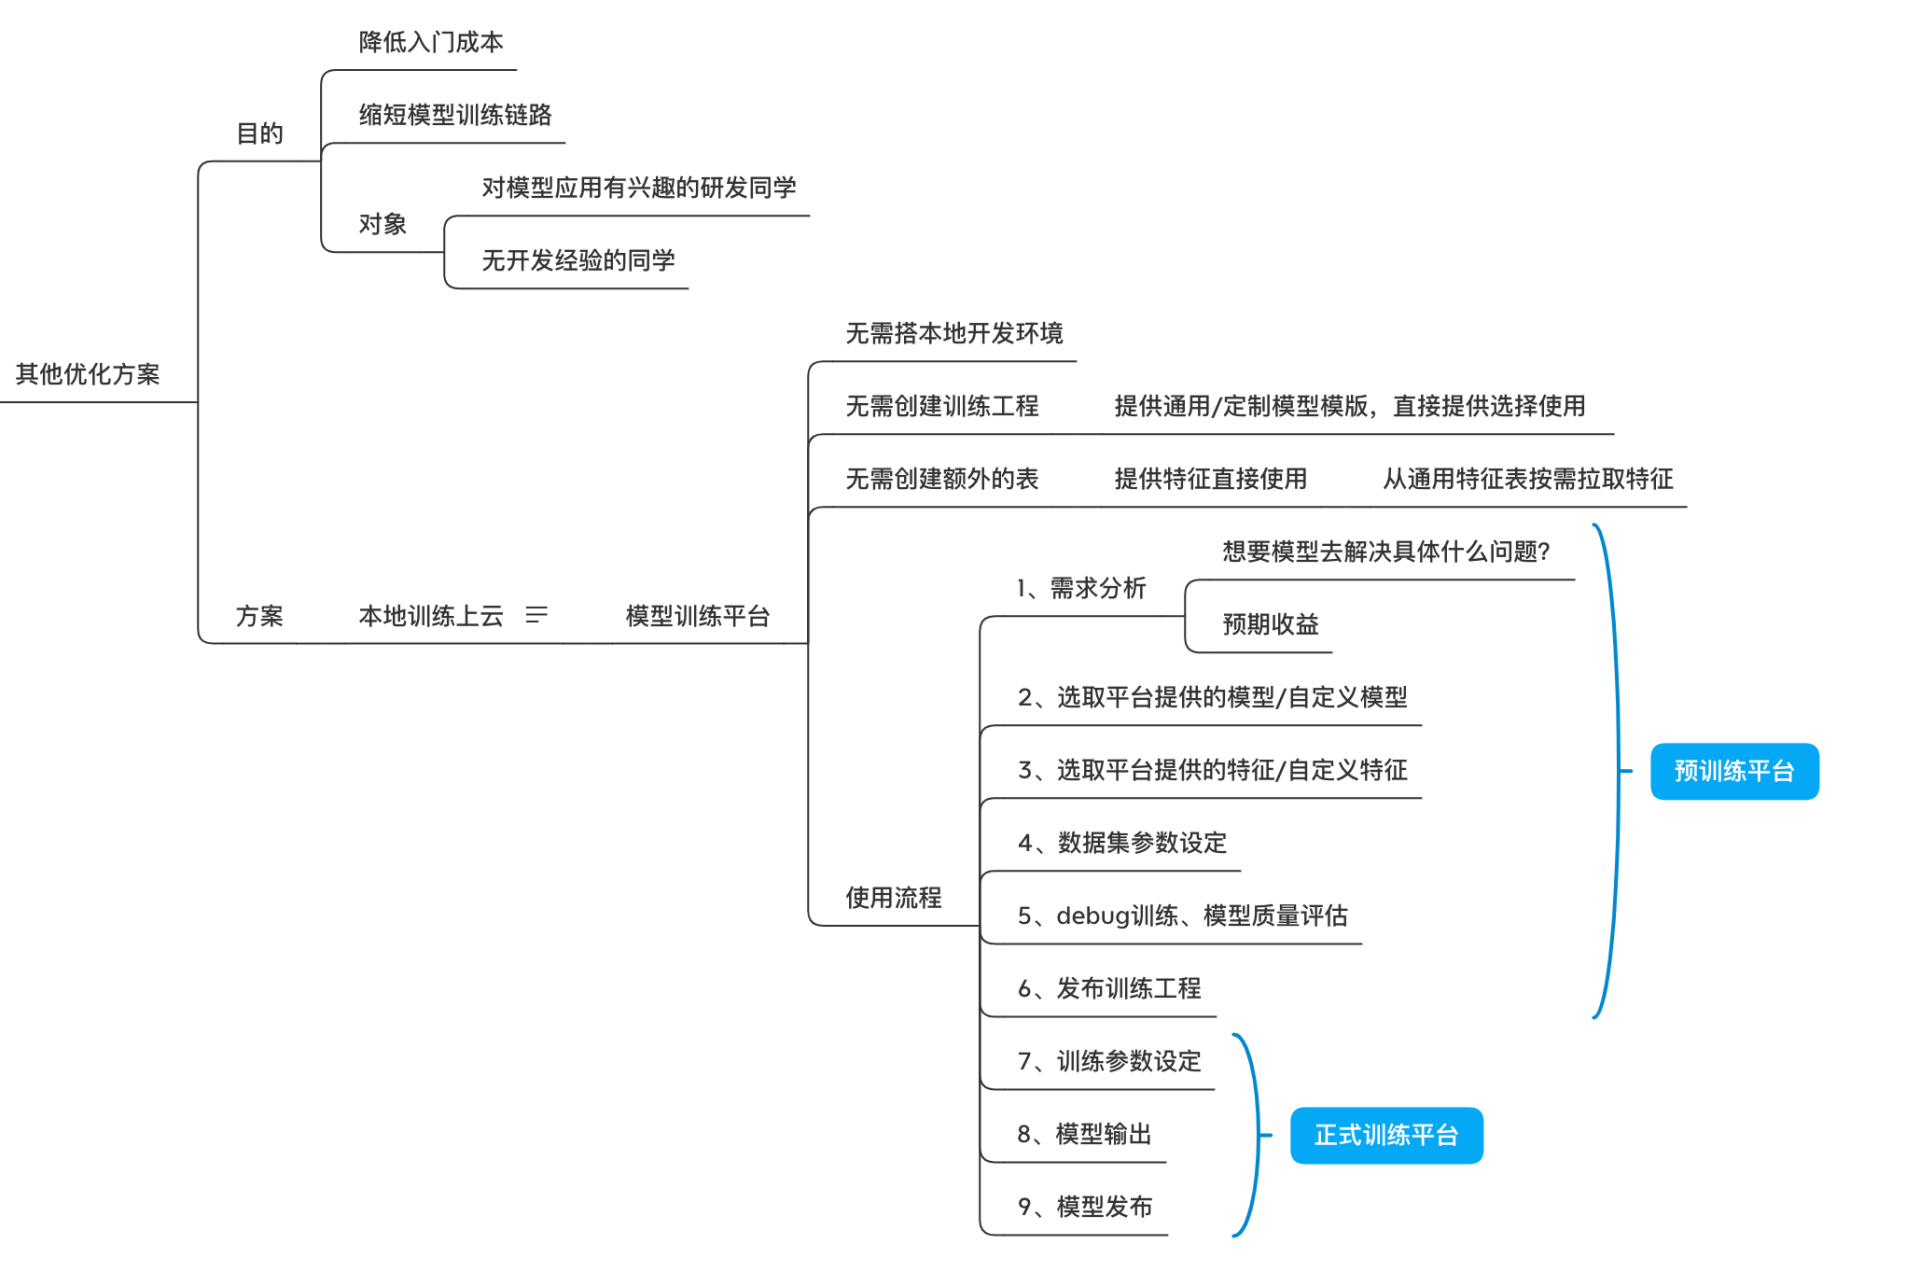 降低入门成本
缩短模型训练链路
目的
对模型应用有兴趣的研发同学
对象
无开发经验的同学
其他优化方案
无需搭本地开发环境
无需创建训练工程
提供通用/定制模型模版，直接提供选择使用
无需创建额外的表
提供特征直接使用
从通用特征表按需拉取特征
方案
本地训练上云
模型训练平台
想要模型去解决具体什么问题?
1、需求分析
预期收益
2、选取平台提供的模型/自定义模型
3、选取平台提供的特征/自定义特征
预训练平台
4、数据集参数设定
使用流程
5、debug训练、模型质量评估
6、发布训练工程
7、训练参数设定
8、模型输出
正式训练平台
9、模型发布